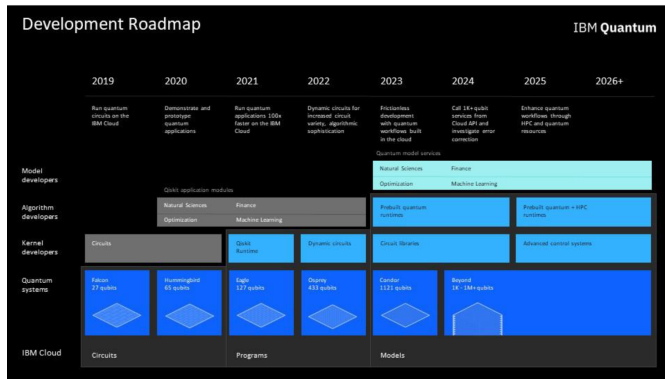 Development Roadmap
IBM Quantum
2019
2020
2021
2022
2023
2024
2025
2026+
Run quantum
circuits on the
IBM Cloud
Demonstrate and
prototype
quantum
applications
Run quantum
applications 100x
faster on the IBM
Cloud
Dynamic circuits for
increased circuit
variety, algorithmic
sophistication
Frictionless
development
with quantum
workflows built
in the cloud
Call 1K+ qubit
services from
Cloud API and
investigate error
correction
Enhance quantum
workflows through
HPC and quantum
resources
Quantum model services
Model
developers
Natural Sciences
Finance
Optimization
Machine Learning
Qiskit application modules
Algorithm
developers
Natural Sciences
Finance
Optimization
Machine Learning
Prebuilt quantum
runtimes
Prebuilt quantum + HPC
runtimes
Kernel
developers
Circuits
Qiskit
Runtime
Dynamic circuits
Circuit libraries
Advanced control systems
Quantum
systems
Falcon
27 qubits
Hummingbird
65 qubits
Eagle
127 qubits
Osprey
433 qubits
Condor
1121 qubits
Beyond
1K - 1M+ qubits
IBM Cloud
Circuits
Programs
Models